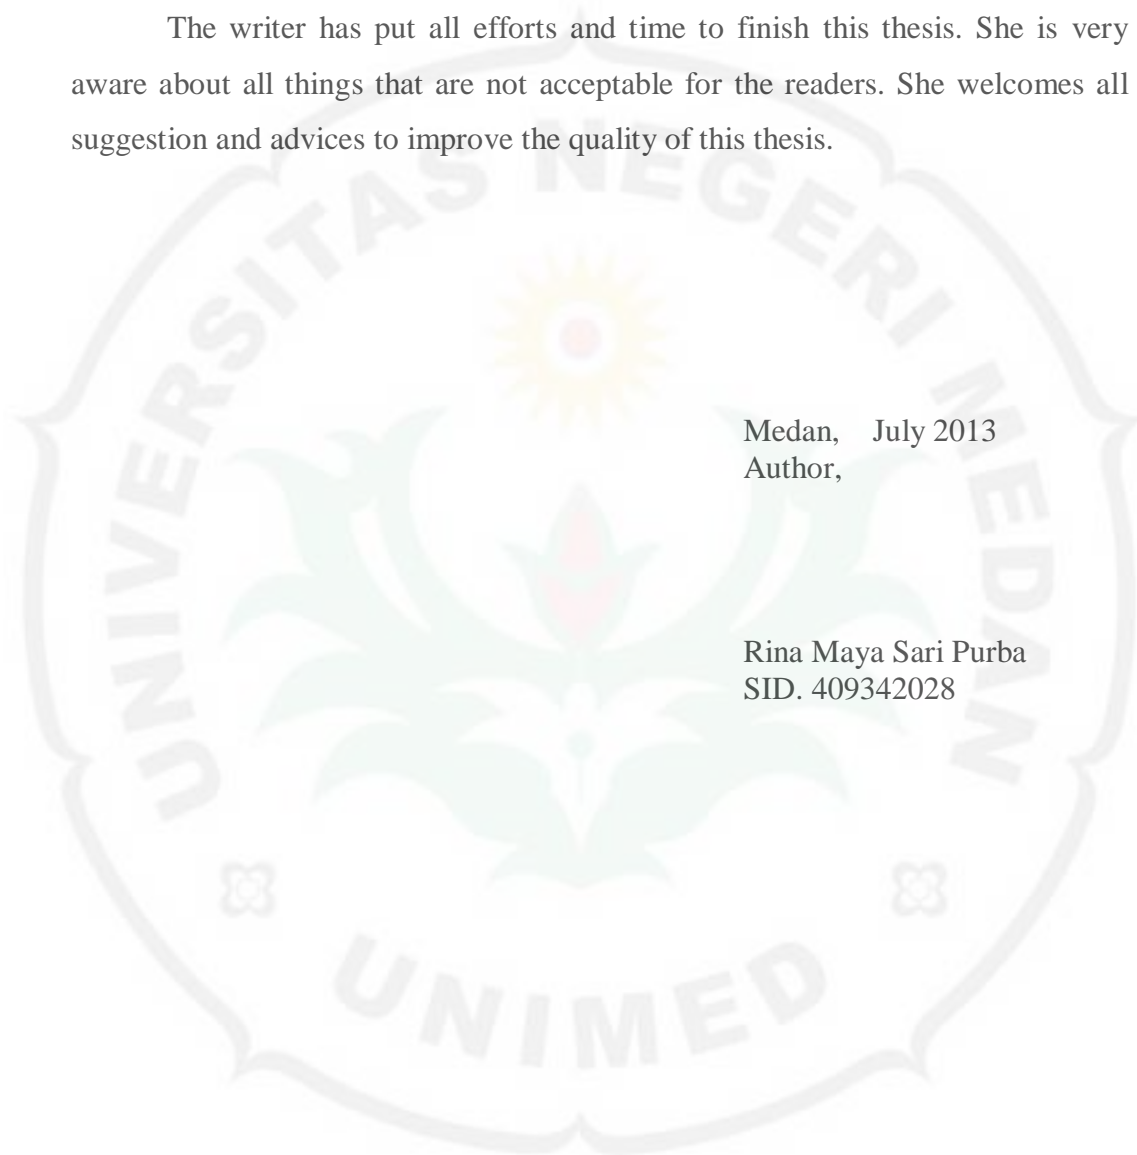 The writer has put all efforts and time to finish this thesis. She is very
aware about all things that are not acceptable for the readers. She welcomes all
suggestion and advices to improve the quality of this thesis.
UNIVERSITAS NEGERI MEDAN
Medan, July 2013
Author,
Rina Maya Sari Purba
SID. 409342028
UNIMED